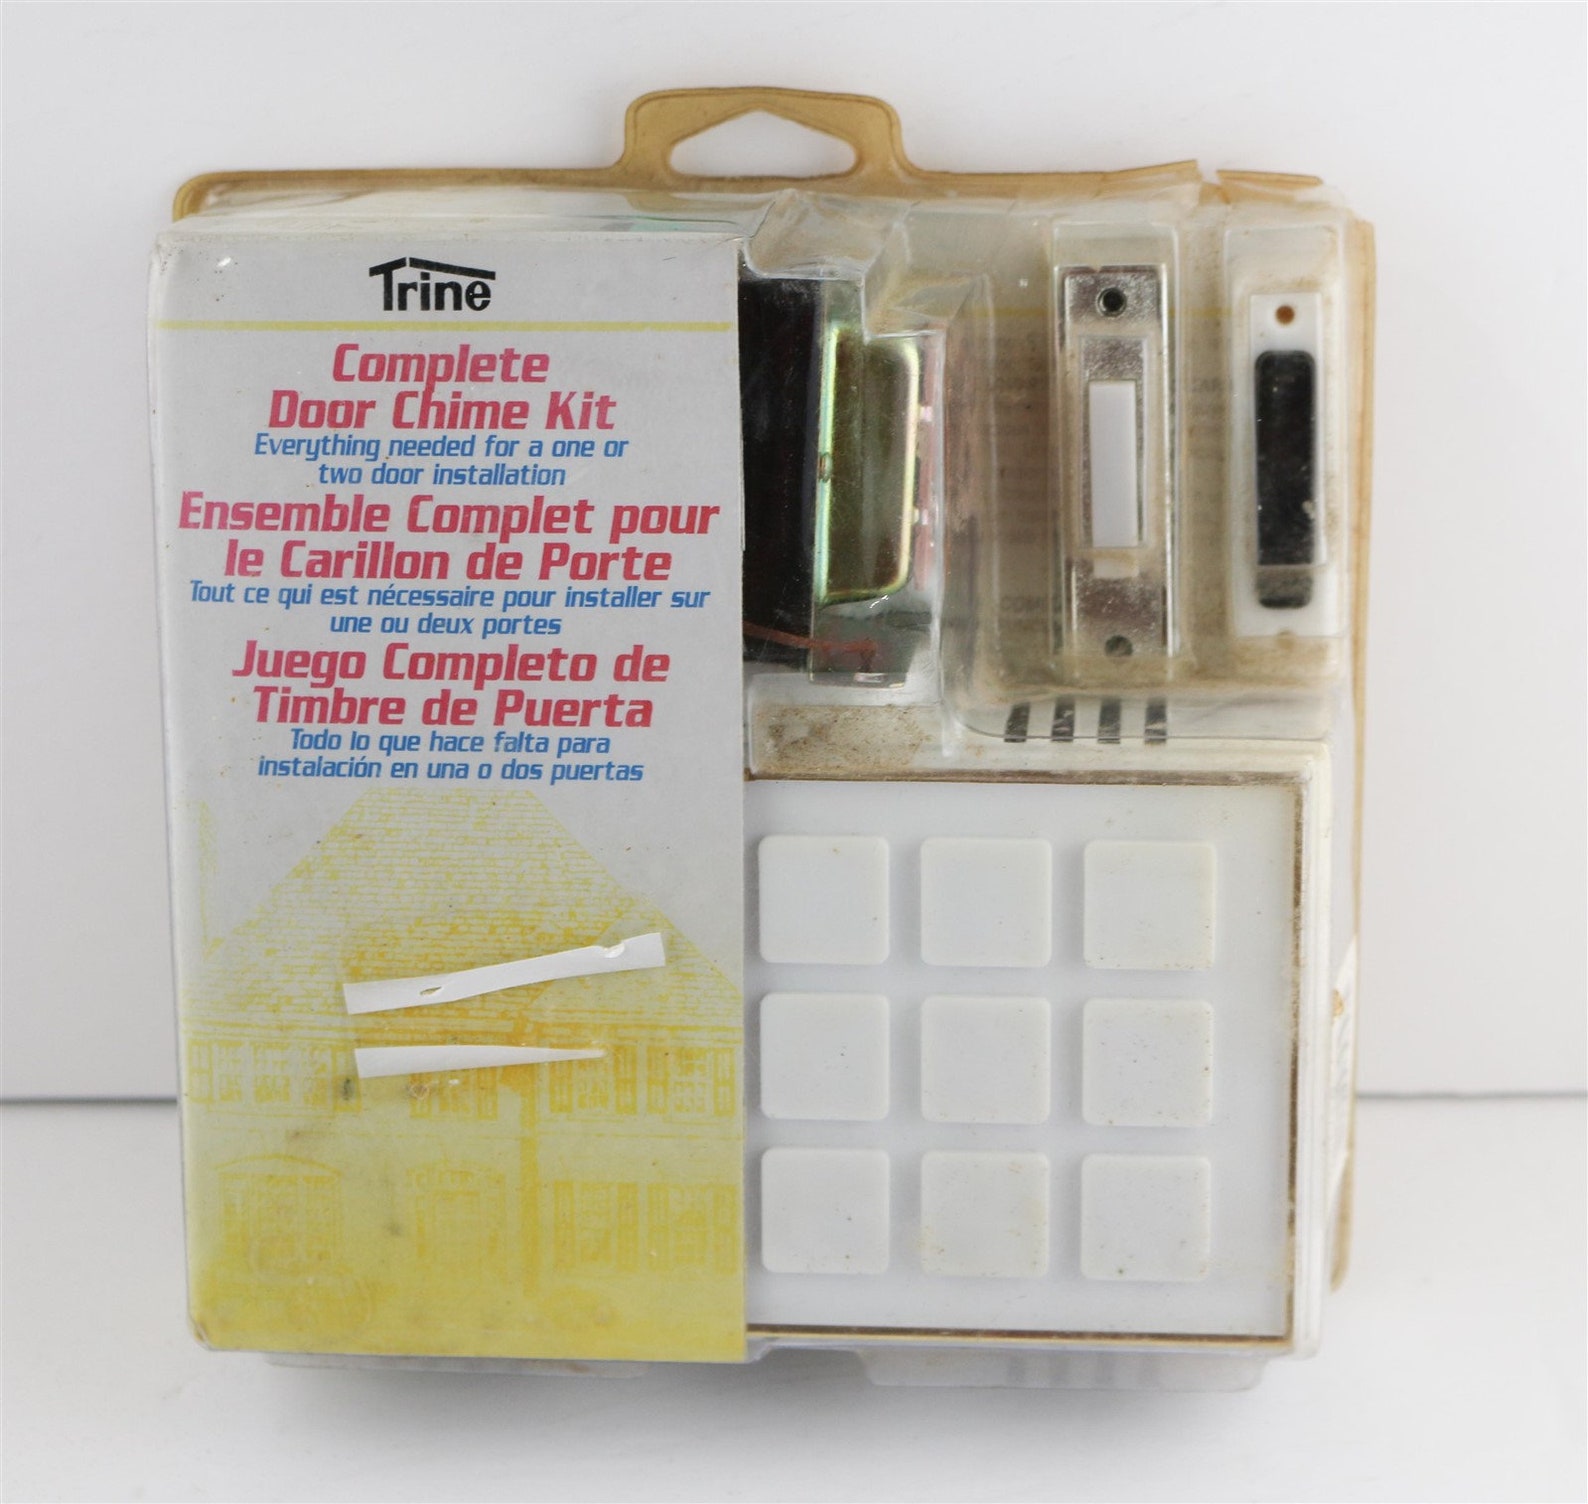 Trine
Complete
Door Chime Kit
Everything needed for a one or
two door installation
Ensemble Complet pour
le Carillon de Porte
Tout ce qui est nécessaire pour installer sur
une ou deux portes
Juego Completo de
Timbre de Puerta
Todo lo que hace falta para
instalación en una o dos puertas